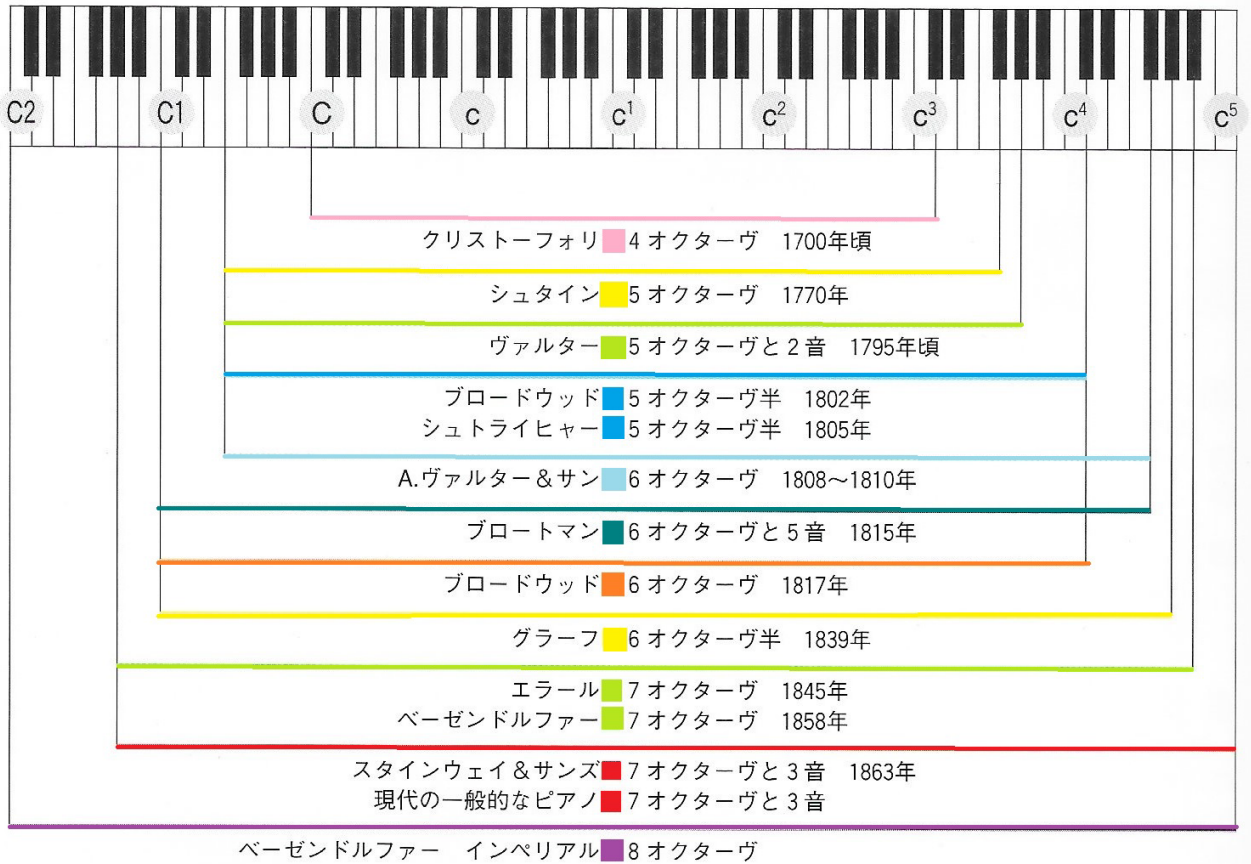 C2 C1 C c c¹ c² c³ c⁴ c⁵
クリストーフォリ 4オクターヴ 1700年頃
シュタイン 5オクターヴ 1770年
ヴァルター 5オクターヴと2音 1795年頃
ブロードウッド 5オクターヴ半 1802年
シュトライヒャー 5オクターヴ半 1805年
A.ヴァルター&サン 6オクターヴ 1808〜1810年
ブロートマン 6オクターヴと5音 1815年
ブロードウッド 6オクターヴ 1817年
グラーフ 6オクターヴ半 1839年
エラール 7オクターヴ 1845年
ベーゼンドルファー 7オクターヴ 1858年
スタインウェイ&サンズ 7オクターヴと3音 1863年
現代の一般的なピアノ 7オクターヴと3音
ベーゼンドルファー インペリアル 8オクターヴ